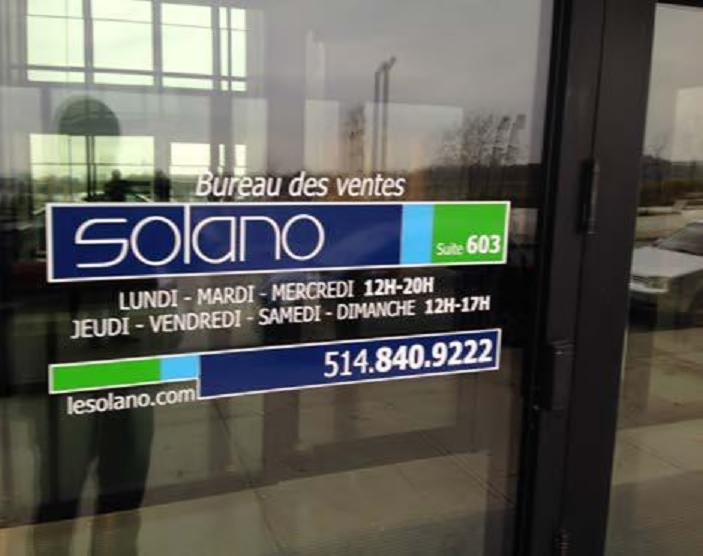 Bureau des ventes
solano Suite 603
LUNDI - MARDI - MERCREDI 12H-20H
JEUDI - VENDREDI - SAMEDI - DIMANCHE 12H-17H
514.840.9222
lesolano.com